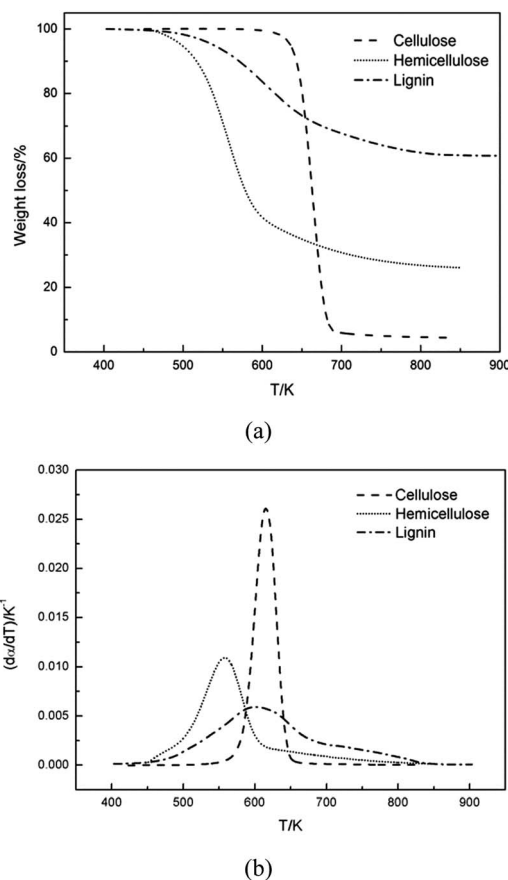 100
80
60
40
20
0
Weight loss/%
Cellulose
Hemicellulose
Lignin
400 500 600 700 800 900
T/K
(a)
0.030
0.025
0.020
0.015
0.010
0.005
0.000
(dα/dT)/K⁻¹
Cellulose
Hemicellulose
Lignin
400 500 600 700 800 900
T/K
(b)